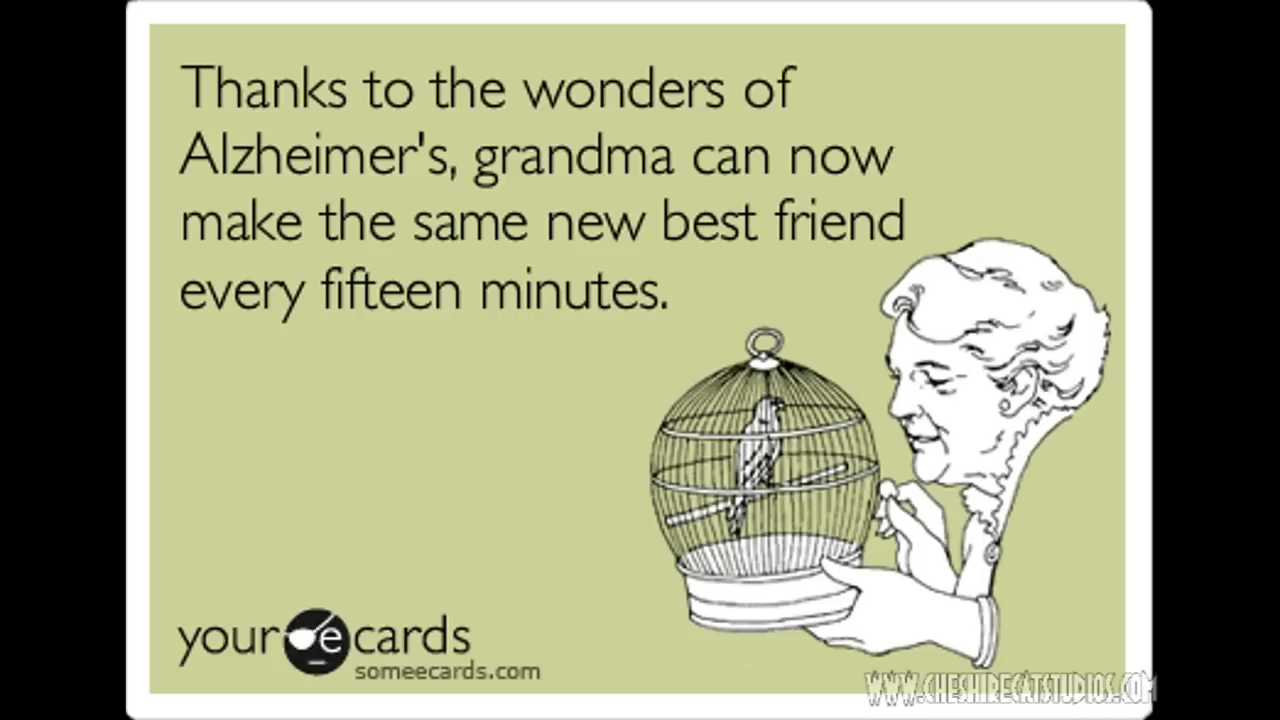 Thanks to the wonders of
Alzheimer's, grandma can now
make the same new best friend
every fifteen minutes.
your e cards
someecards.com
WWW.CHESHIRECATSTUDIOS.COM